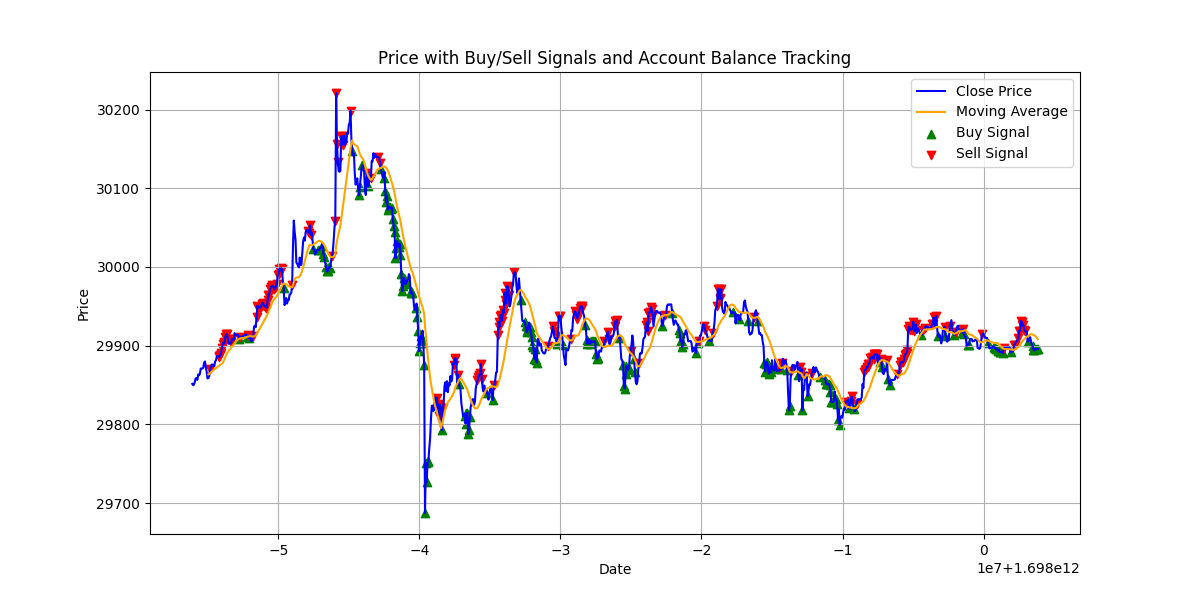 Price with Buy/Sell Signals and Account Balance Tracking
Close Price
Moving Average
Buy Signal
Sell Signal
30200
30100
30000
29900
29800
29700
Price
−5
−4
−3
−2
−1
0
1e7+1.698e12
Date